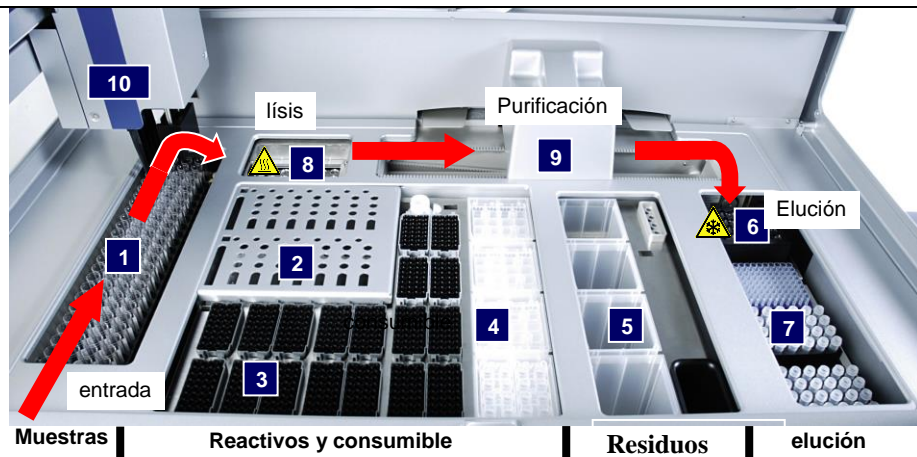 10
lísis
Purificación
8
9
1
2
6
Elución
4
5
7
3
entrada
Muestras
Reactivos y consumible
Residuos
elución